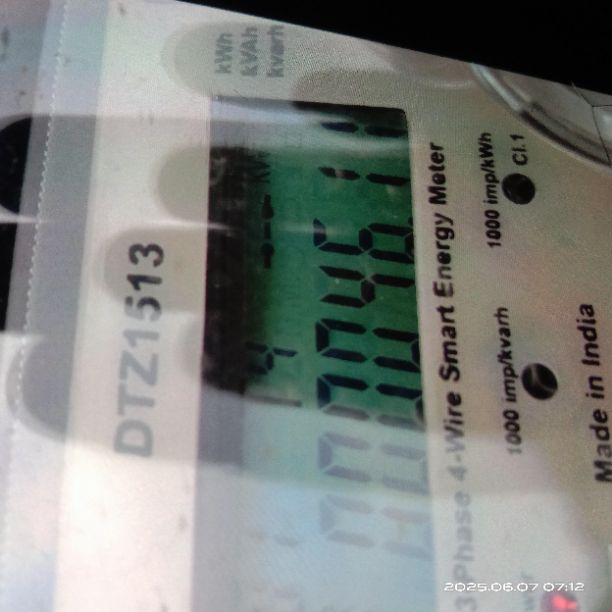 kWh
kVAh
kvarh
DTZ1513
3 Phase 4-Wire Smart Energy Meter
1000 imp/kWh
Cl.1
1000 imp/kvarh
Made in India
2025.06.07 07:12